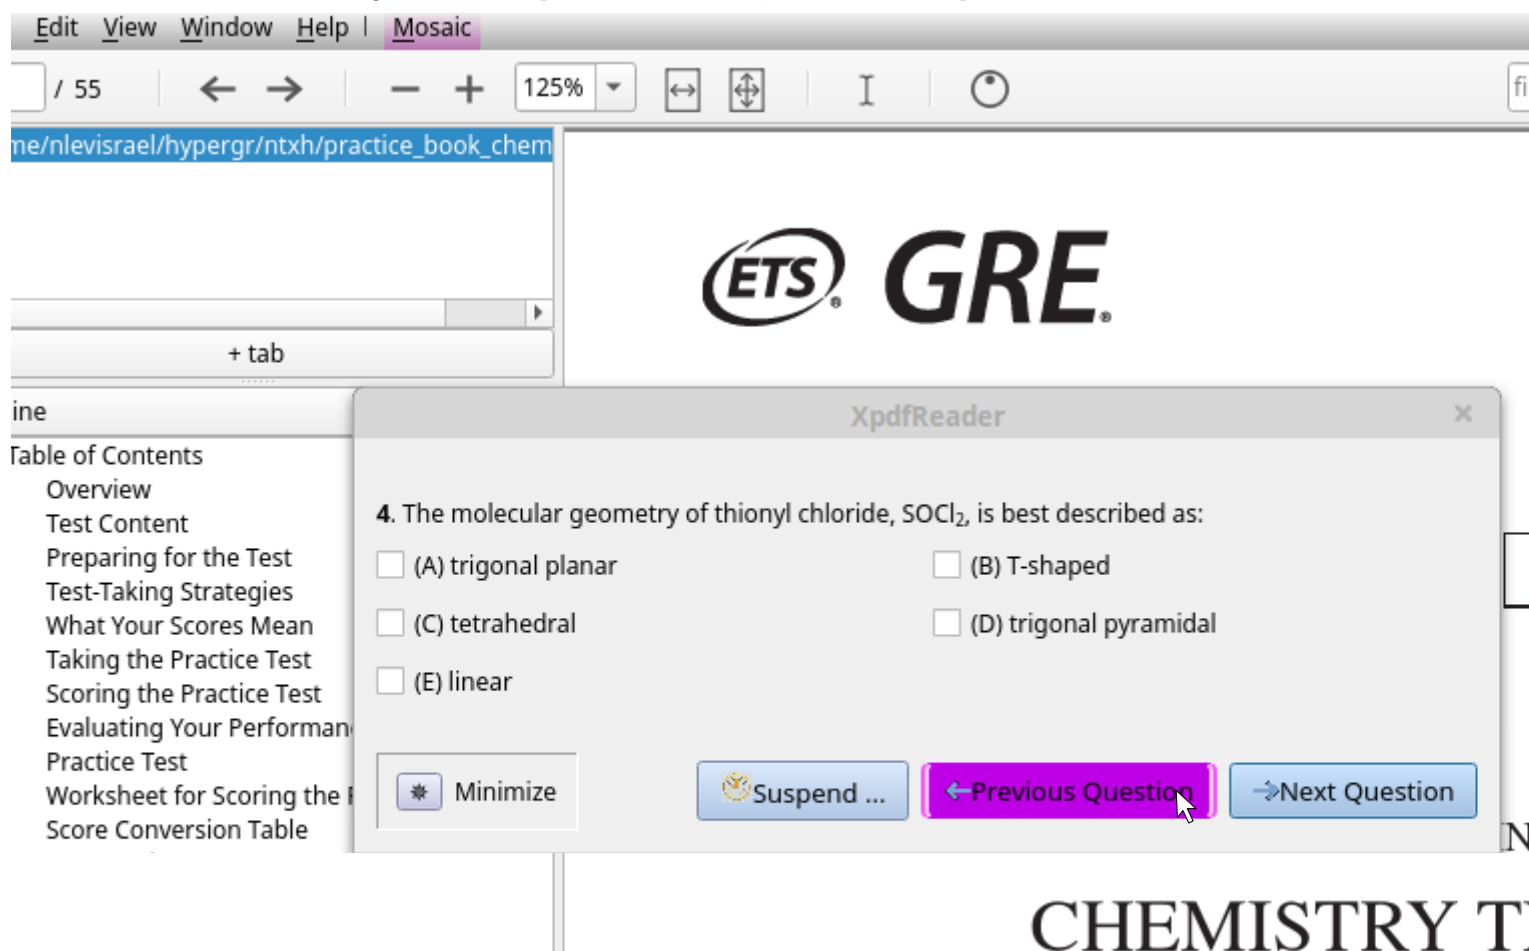 Edit View Window Help | Mosaic
/ 55
125%
fi
me/nlevisrael/hypergr/ntxh/practice_book_chem
ETS® GRE®
+ tab
ine
XpdfReader
Table of Contents
Overview
Test Content
Preparing for the Test
Test-Taking Strategies
What Your Scores Mean
Taking the Practice Test
Scoring the Practice Test
Evaluating Your Performan
Practice Test
Worksheet for Scoring the
Score Conversion Table
4. The molecular geometry of thionyl chloride, SOCl₂, is best described as:
(A) trigonal planar
(B) T-shaped
(C) tetrahedral
(D) trigonal pyramidal
(E) linear
Minimize
Suspend ...
←Previous Question
→Next Question
N
CHEMISTRY T